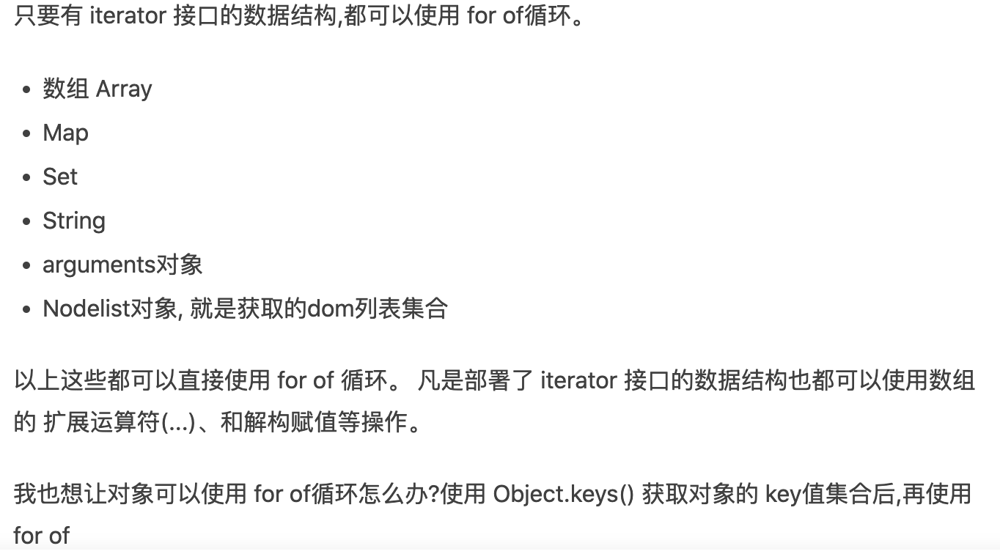 只要有 iterator 接口的数据结构,都可以使用 for of循环。
• 数组 Array
• Map
• Set
• String
• arguments对象
• Nodelist对象, 就是获取的dom列表集合
以上这些都可以直接使用 for of 循环。 凡是部署了 iterator 接口的数据结构也都可以使用数组
的 扩展运算符(...)、和解构赋值等操作。
我也想让对象可以使用 for of循环怎么办?使用 Object.keys() 获取对象的 key值集合后,再使用
for of